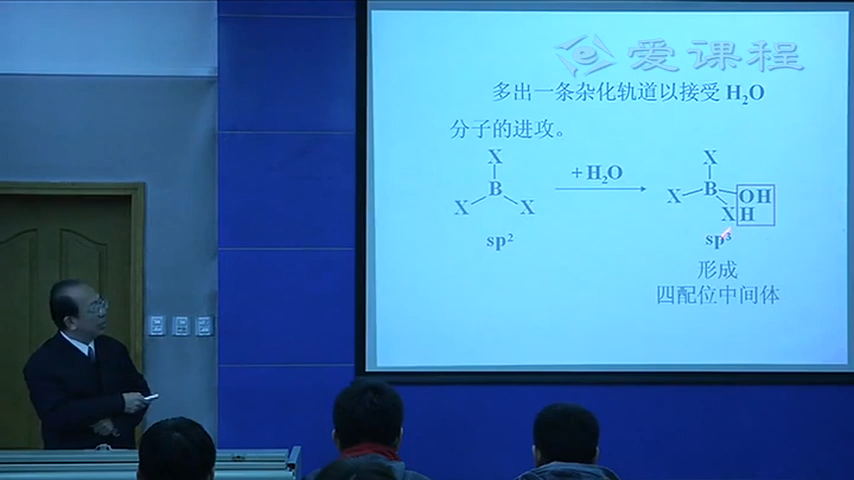 爱课程
多出一条杂化轨道以接受 H₂O
分子的进攻。
X
B
X X
sp²
+ H₂O
X
X B OH
X H
sp³
形成
四配位中间体